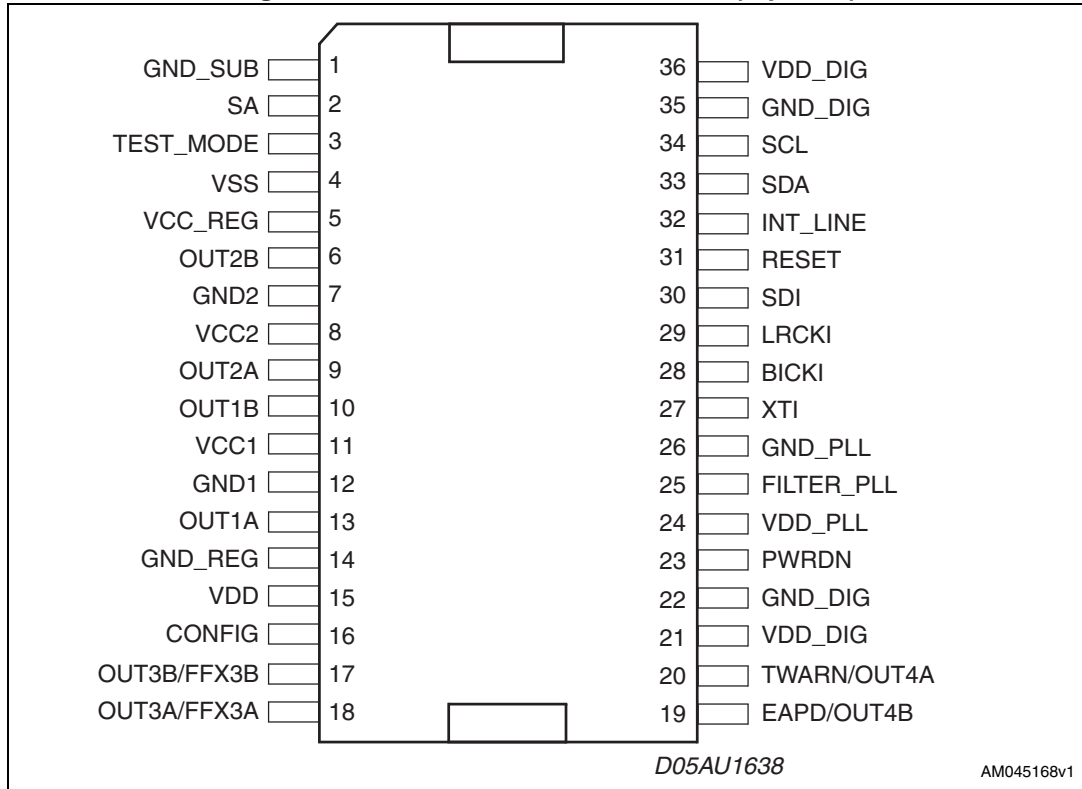 GND_SUB 1 36 VDD_DIG
SA 2 35 GND_DIG
TEST_MODE 3 34 SCL
VSS 4 33 SDA
VCC_REG 5 32 INT_LINE
OUT2B 6 31 RESET
GND2 7 30 SDI
VCC2 8 29 LRCKI
OUT2A 9 28 BICKI
OUT1B 10 27 XTI
VCC1 11 26 GND_PLL
GND1 12 25 FILTER_PLL
OUT1A 13 24 VDD_PLL
GND_REG 14 23 PWRDN
VDD 15 22 GND_DIG
CONFIG 16 21 VDD_DIG
OUT3B/FFX3B 17 20 TWARN/OUT4A
OUT3A/FFX3A 18 19 EAPD/OUT4B
D05AU1638
AM045168v1